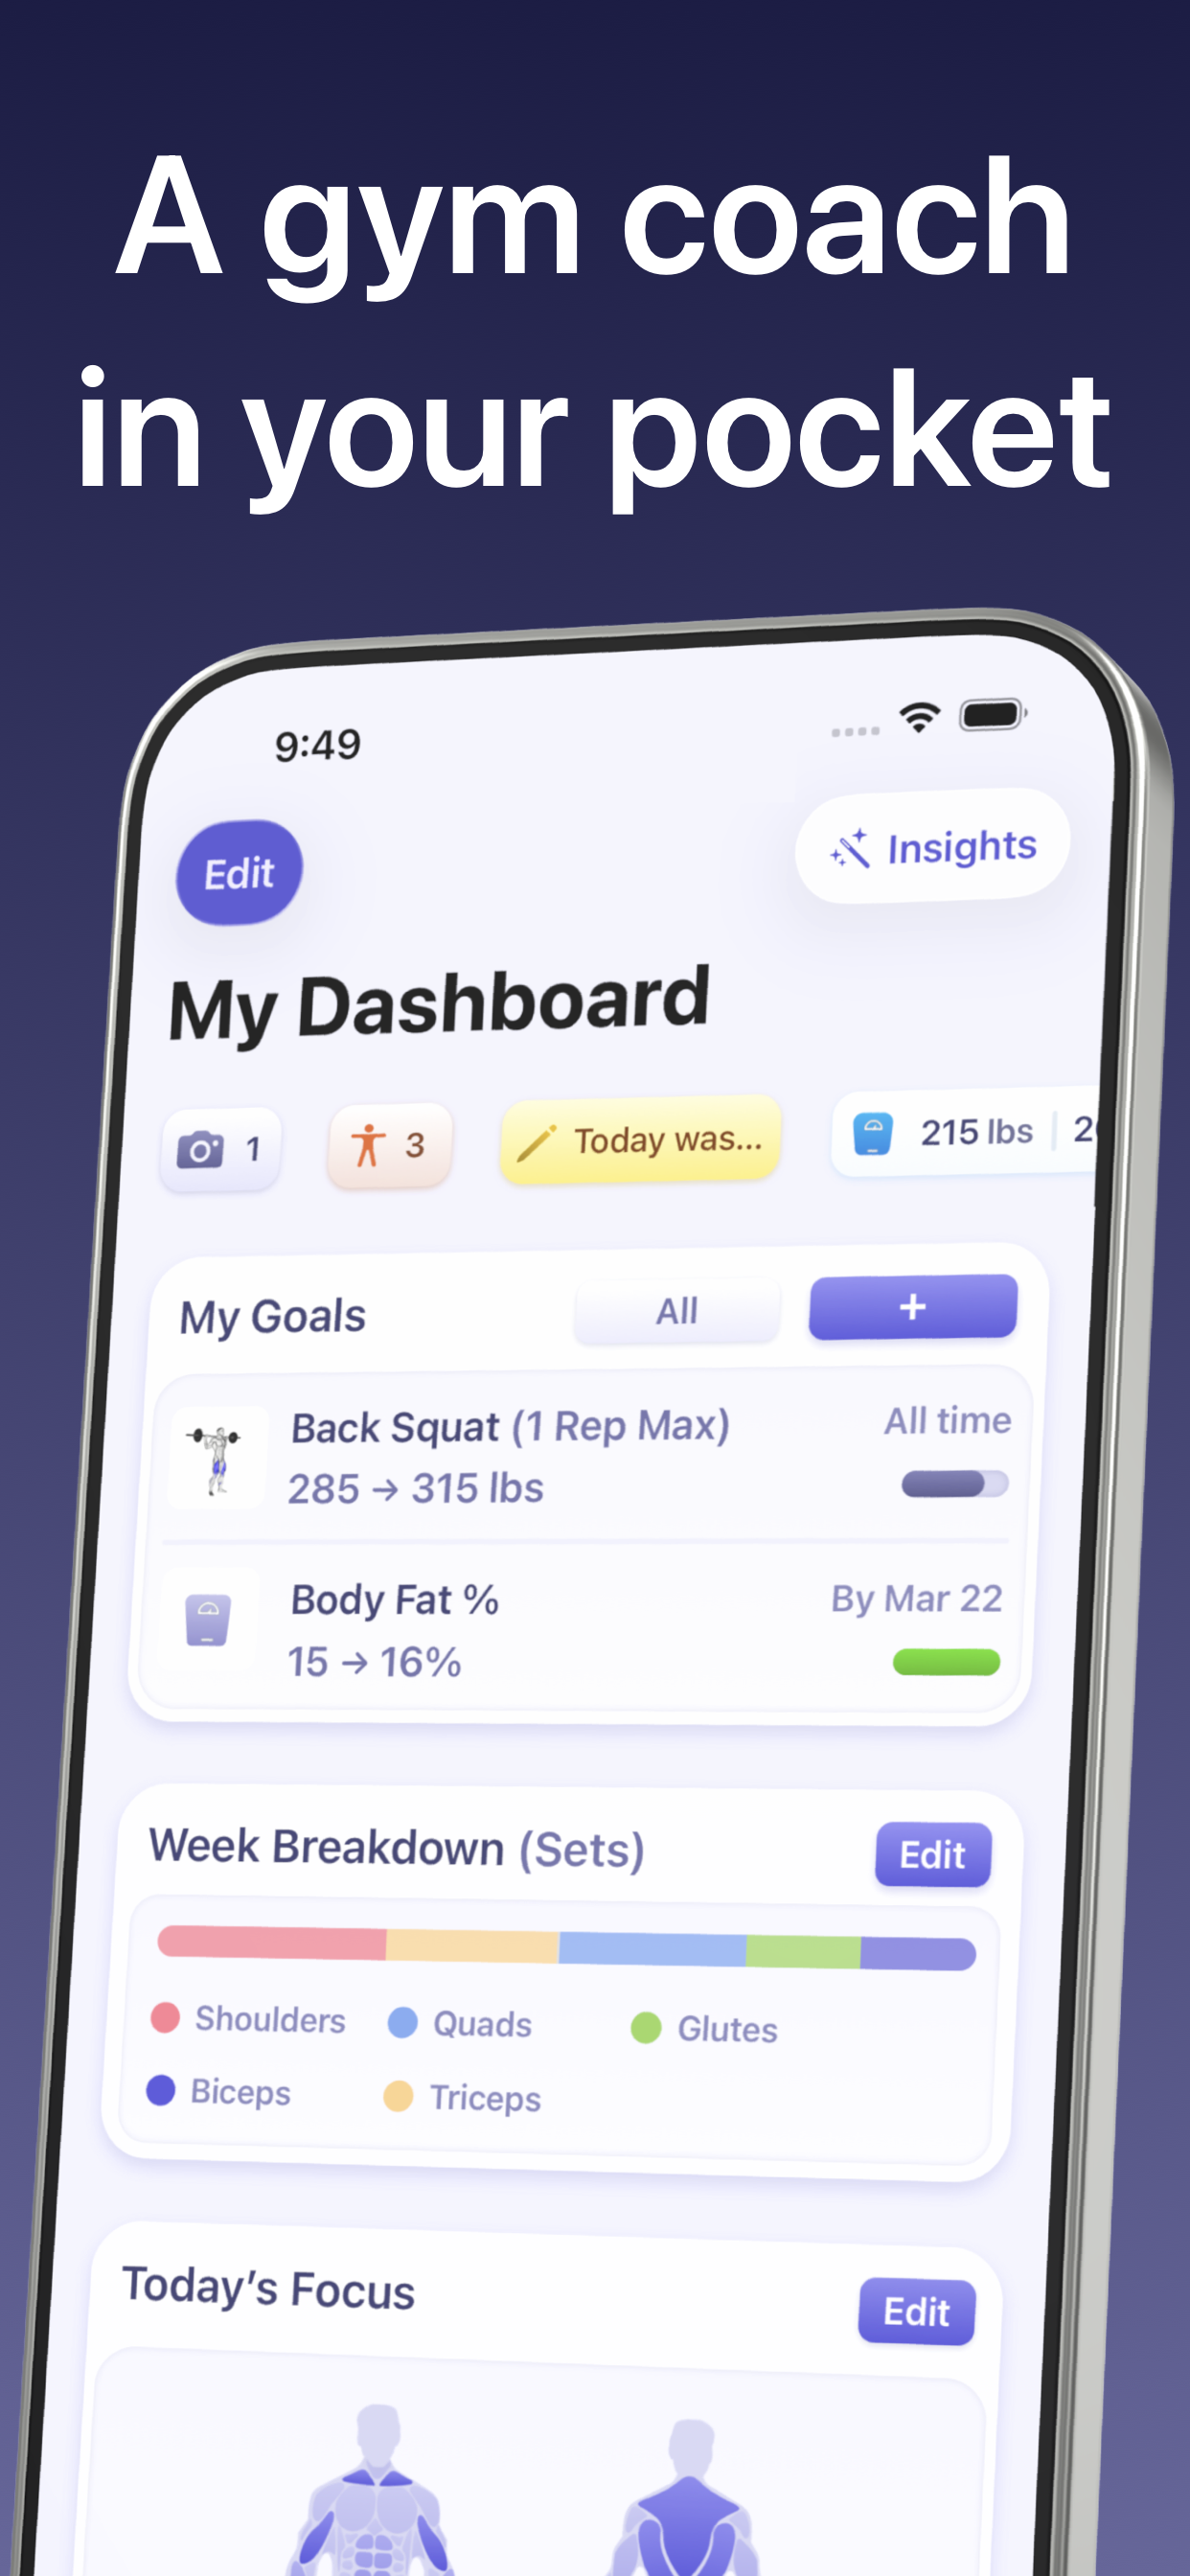 A gym coach
in your pocket
9:49
Edit
Insights
My Dashboard
1
3
Today was...
215 lbs
My Goals
All
+
Back Squat (1 Rep Max)
All time
285 → 315 lbs
Body Fat %
By Mar 22
15 → 16%
Week Breakdown (Sets)
Edit
Shoulders
Quads
Glutes
Biceps
Triceps
Today’s Focus
Edit